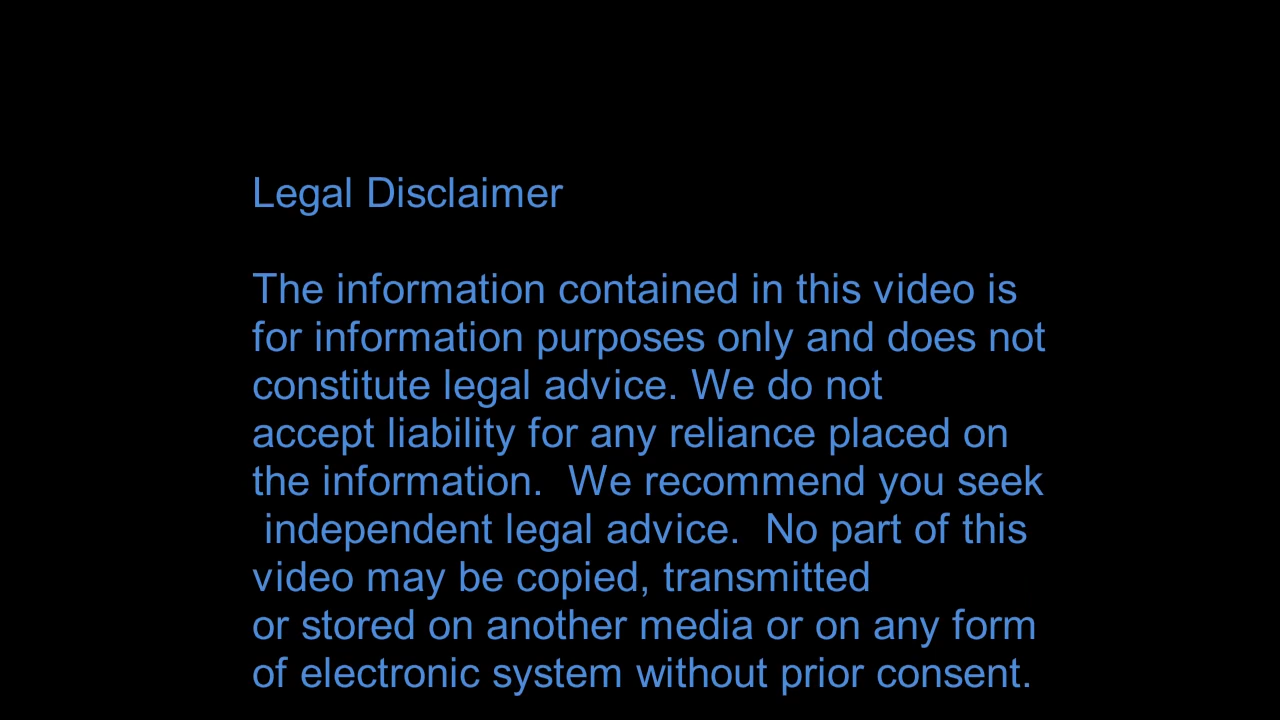 Legal Disclaimer
The information contained in this video is
for information purposes only and does not
constitute legal advice. We do not
accept liability for any reliance placed on
the information.  We recommend you seek
 independent legal advice.  No part of this
video may be copied, transmitted
or stored on another media or on any form
of electronic system without prior consent.